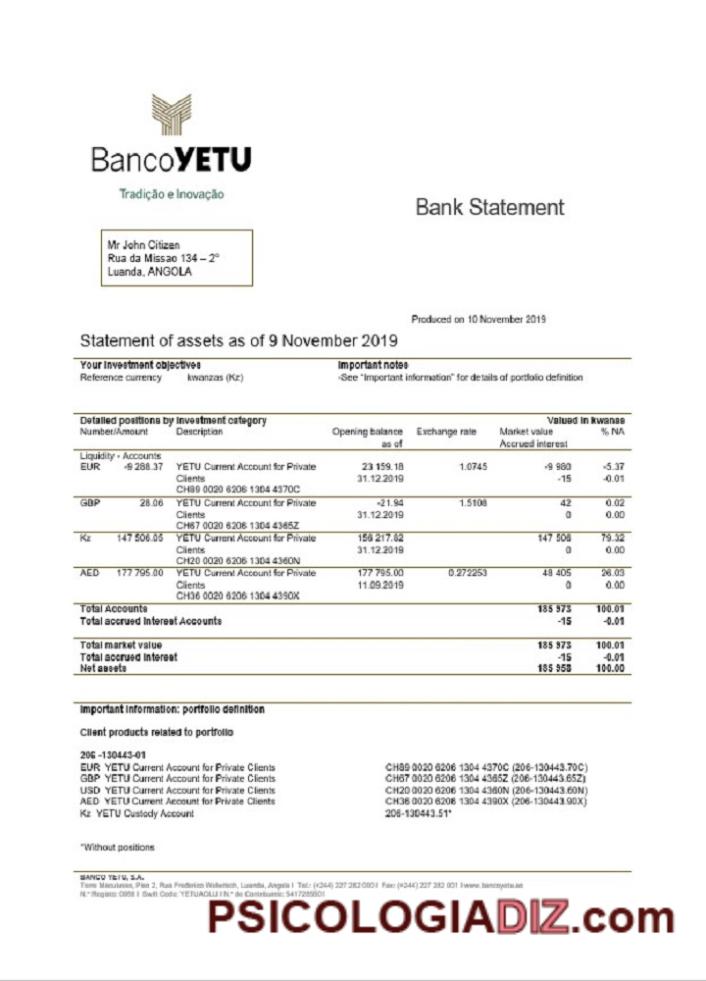 BancoYETU
Tradição e Inovação
Bank Statement
Mr John Citizen
Rua da Missao 134 – 2°
Luanda, ANGOLA
Produced on 10 November 2019
Statement of assets as of 9 November 2019
Your investment objectives Important notes
Reference currency kwanzas (Kz) -See "Important information" for details of portfolio definition
Detailed positions by investment category Valued in kwanas
Number/Amount Description Opening balance Exchange rate Market value % NA
as of Accrued interest
Liquidity - Accounts
EUR -9 288.37 YETU Current Account for Private 23 159.18 1.0745 -9 980 -5.37
Clients 31.12.2019 -15 -0.01
CH89 0020 6206 1304 4370C
GBP 28.06 YETU Current Account for Private -21.94 1.5108 42 0.02
Clients 31.12.2019 0 0.00
CH67 0020 6206 1304 4365Z
Kz 147 506.05 YETU Current Account for Private 156 217.82 147 506 79.32
Clients 31.12.2019 0 0.00
CH20 0020 6206 1304 4360N
AED 177 795.00 YETU Current Account for Private 177 795.00 0.272253 48 405 26.03
Clients 11.09.2019 0 0.00
CH36 0020 6206 1304 4390X
Total Accounts 185 973 100.01
Total accrued interest Accounts -15 -0.01
Total market value 185 973 100.01
Total accrued interest -15 -0.01
Net assets 185 958 100.00
Important information: portfolio definition
Client products related to portfolio
206 -130443-01
EUR YETU Current Account for Private Clients CH89 0020 6206 1304 4370C (206-130443.70C)
GBP YETU Current Account for Private Clients CH67 0020 6206 1304 4365Z (206-130443.65Z)
USD YETU Current Account for Private Clients CH20 0020 6206 1304 4360N (206-130443.60N)
AED YETU Current Account for Private Clients CH36 0020 6206 1304 4390X (206-130443.90X)
Kz YETU Custody Account 206-130443.51*
*Without positions
BANCO YETU, S.A.
Piso 2, Rua Frederico Luanda, Angola I Tel.: (+244) 227 282 000 I Fax: (+244) 227 282 001 I www.bancoyetu.ao
N.º Registo: 0066 I Swift Code: YETUAOLU I N.º de Contribuinte:
PSICOLOGIADIZ.com